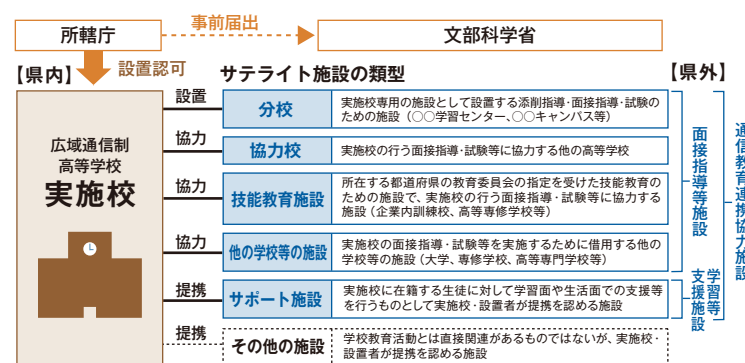 所轄庁
事前届出
文部科学省
【県内】
設置認可
サテライト施設の類型
【県外】
広域通信制
高等学校
実施校
設置
分校
実施校専用の施設として設置する添削指導・面接指導・試験の
ための施設（○○学習センター、○○キャンパス等）
協力
協力校
実施校の行う面接指導・試験等に協力する他の高等学校
協力
技能教育施設
所在する都道府県の教育委員会の指定を受けた技能教育の
ための施設で、実施校の行う面接指導・試験等に協力する
施設（企業内訓練校、高等専修学校等）
協力
他の学校等の施設
実施校の面接指導・試験等を実施するために借用する他の
学校等の施設（大学、専修学校、高等専門学校等）
提携
サポート施設
実施校に在籍する生徒に対して学習面や生活面での支援等
を行うものとして実施校・設置者が提携を認める施設
提携
その他の施設
学校教育活動とは直接関連があるものではないが、実施校・
設置者が提携を認める施設
面接指導等施設
学習等
支援施設
通信教育連携協力施設